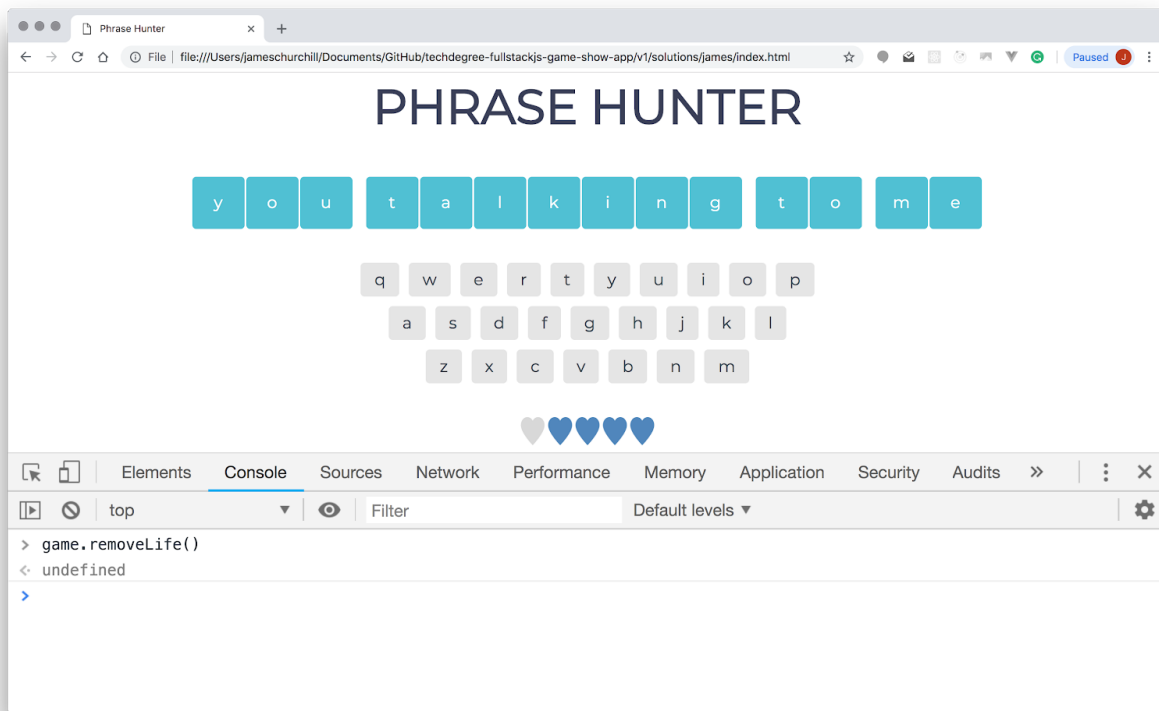 Phrase Hunter
File file:///Users/jameschurchill/Documents/GitHub/techdegree-fullstackjs-game-show-app/v1/solutions/james/index.html Paused J
PHRASE HUNTER
y o u t a l k i n g t o m e
q w e r t y u i o p
a s d f g h j k l
z x c v b n m
Elements Console Sources Network Performance Memory Application Security Audits
top Filter Default levels
game.removeLife()
undefined